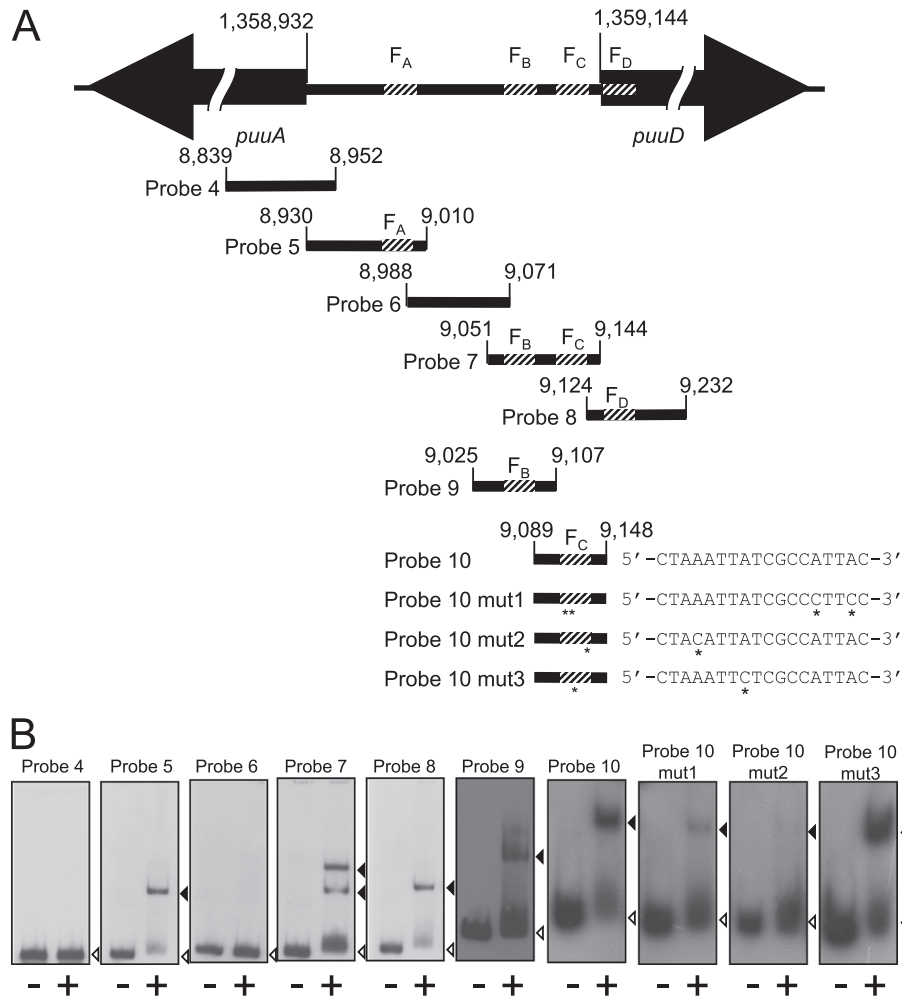 A
1,358,932
1,359,144
FA
FB
FC
FD
puuA
puuD
8,839
8,952
Probe 4
8,930
FA
9,010
Probe 5
8,988
9,071
Probe 6
9,051
FB
FC
9,144
Probe 7
9,124
FD
9,232
Probe 8
9,025
FB
9,107
Probe 9
9,089
FC
9,148
Probe 10 5′-CTAAATTATCGCCATTAC-3′
Probe 10 mut1 5′-CTAAATTATCGCCCTTCC-3′
** * *
Probe 10 mut2 5′-CTACATTATCGCCATTAC-3′
* *
Probe 10 mut3 5′-CTAAATTCTCGCCATTAC-3′
* *
B
Probe 4
Probe 5
Probe 6
Probe 7
Probe 8
Probe 9
Probe 10
Probe 10 mut1
Probe 10 mut2
Probe 10 mut3
- + - + - + - + - + - + - + - + - + - +